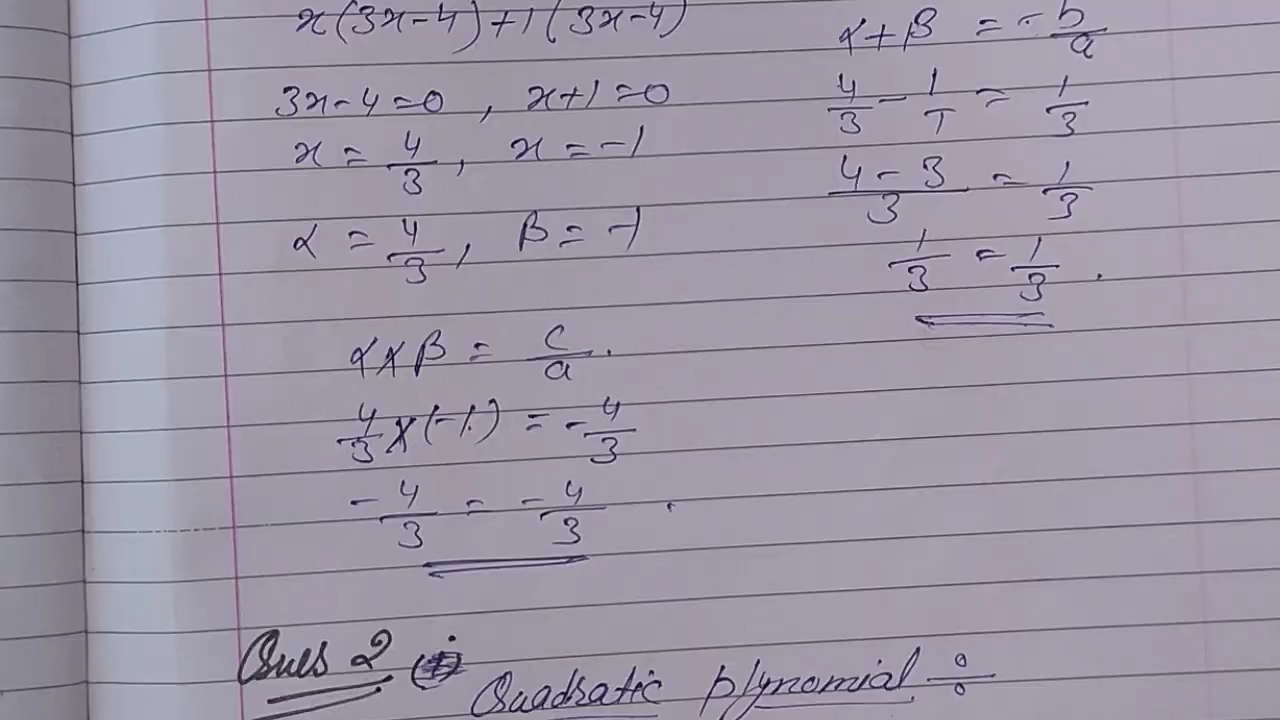 x(3x-4)+1(3x-4)
3x-4=0, x+1=0
x = 4/3, x = -1
α = 4/3, β = -1
α+β = -b/a
4/3 - 1/1 = 1/3
4-3/3 = 1/3
1/3 = 1/3.
α×β = c/a.
4/3×(-1) = -4/3
-4/3 = -4/3.
Ques 2 (i)
Quadratic plynomial ÷